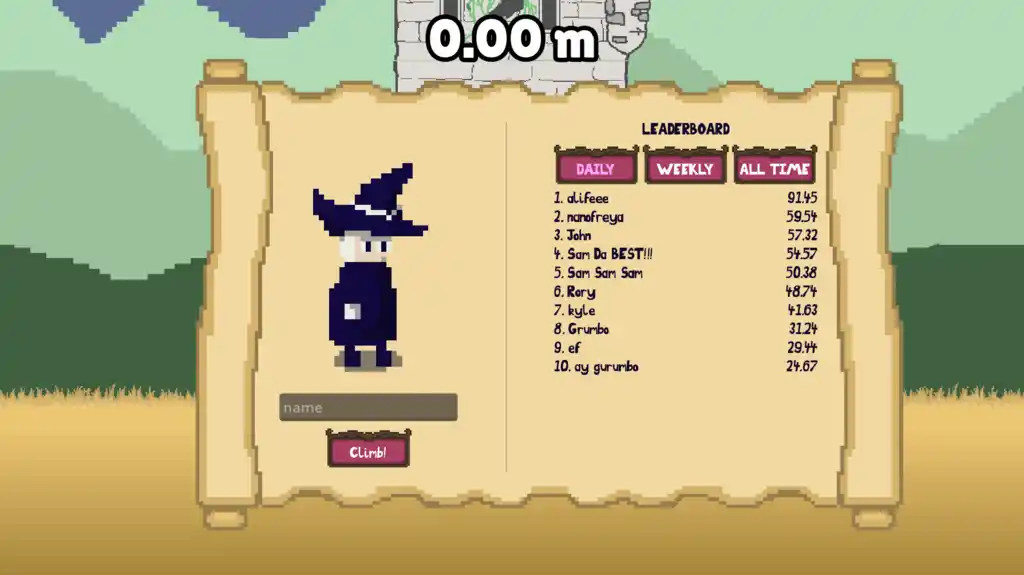 0.00 m
LEADERBOARD
DAILY WEEKLY ALL TIME
1. alifeee 91.45
2. nanofreya 59.54
3. John 57.32
4. Sam Da BEST!!! 54.57
5. Sam Sam Sam 50.38
6. Rory 48.74
7. kyle 41.63
8. Grumbo 31.24
9. ef 29.44
10. ay gurumbo 24.67
name
Climb!